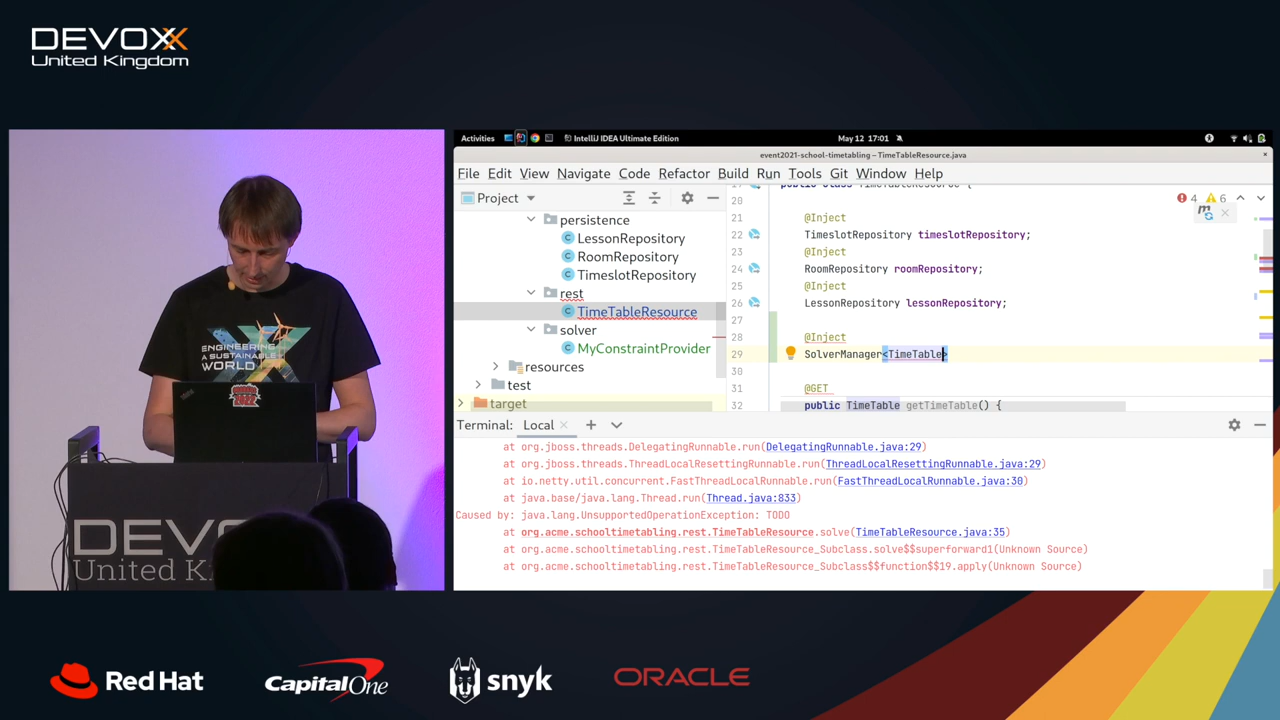 DEVOXX
United Kingdom
Activities
IntelliJ IDEA Ultimate Edition
May 12 17:01
event2021-school-timetabling – TimeTableResource.java
File Edit View Navigate Code Refactor Build Run Tools Git Window Help
Project
persistence
LessonRepository
RoomRepository
TimeslotRepository
rest
TimeTableResource
solver
MyConstraintProvider
resources
test
target
4 6
20
21 @Inject
22 TimeslotRepository timeslotRepository;
23 @Inject
24 RoomRepository roomRepository;
25 @Inject
26 LessonRepository lessonRepository;
27
28 @Inject
29 SolverManager<TimeTable>
30
31 @GET
32 public TimeTable getTimeTable() {
Terminal: Local
at org.jboss.threads.DelegatingRunnable.run(DelegatingRunnable.java:29)
at org.jboss.threads.ThreadLocalResettingRunnable.run(ThreadLocalResettingRunnable.java:29)
at io.netty.util.concurrent.FastThreadLocalRunnable.run(FastThreadLocalRunnable.java:30)
at java.base/java.lang.Thread.run(Thread.java:833)
Caused by: java.lang.UnsupportedOperationException: TODO
at org.acme.schooltimetabling.rest.TimeTableResource.solve(TimeTableResource.java:35)
at org.acme.schooltimetabling.rest.TimeTableResource_Subclass.solve$$superforward1(Unknown Source)
at org.acme.schooltimetabling.rest.TimeTableResource_Subclass$$function$$19.apply(Unknown Source)
ENGINEERING
A SUSTAINABLE
WORLD
DEVO
United K
Red Hat
Capital One
snyk
ORACLE